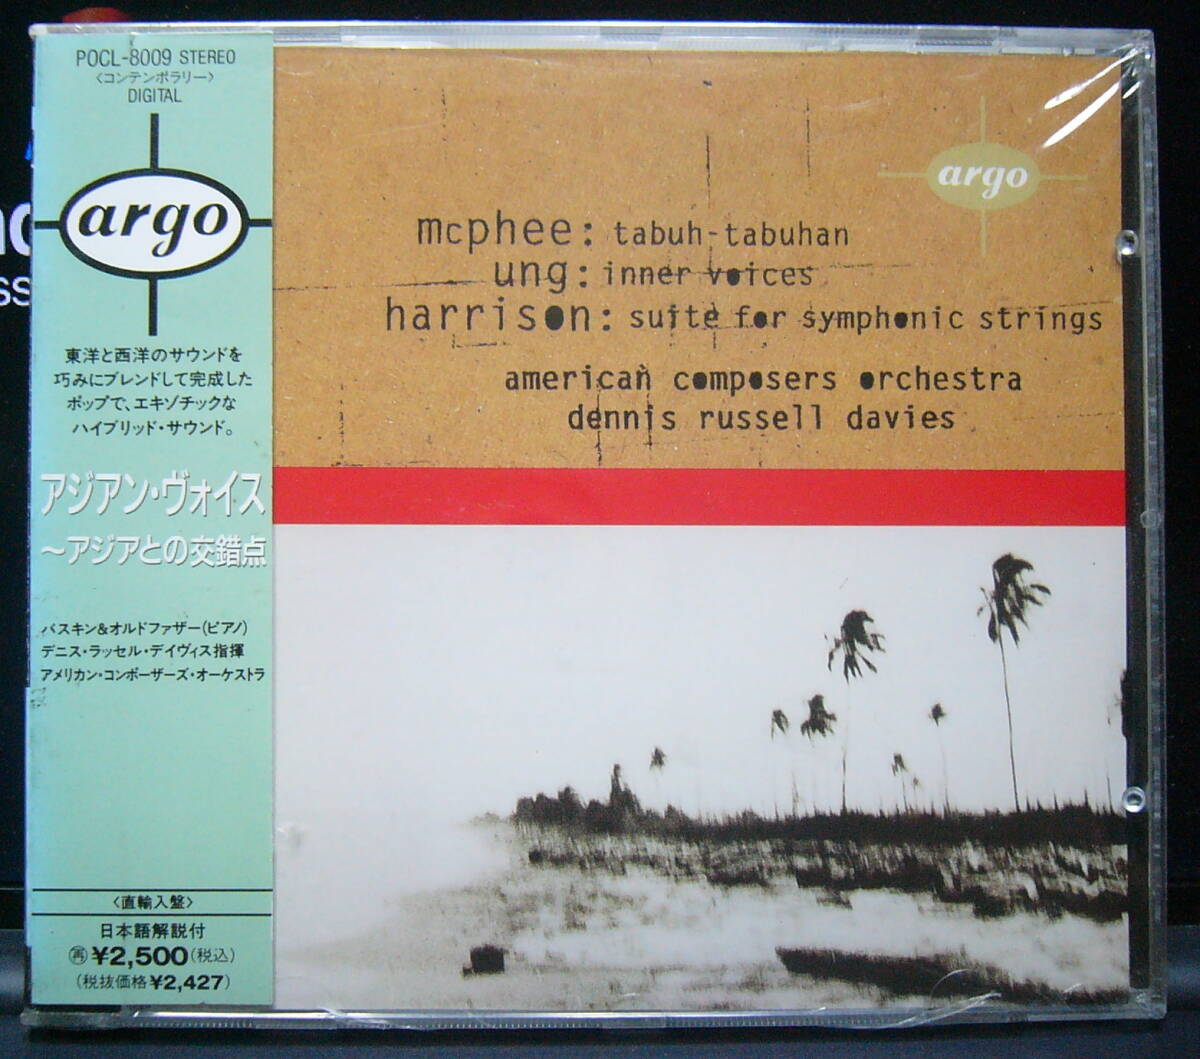 POCL-8009 STEREO
〈コンテンポラリー〉
DIGITAL
argo
東洋と西洋のサウンドを
巧みにブレンドして完成した
ポップで、エキゾチックな
ハイブリッド・サウンド。
アジアン・ヴォイス
～アジアとの交錯点
バスキン&オルドファザー(ピアノ)
デニス・ラッセル・デイヴィス指揮
アメリカン・コンポーザーズ・オーケストラ
〈直輸入盤〉
日本語解説付
再¥2,500(税込)
(税抜価格¥2,427)
argo
mcphee: tabuh-tabuhan
ung: inner voices
harrison: suite for symphonic strings
american composers orchestra
dennis russell davies